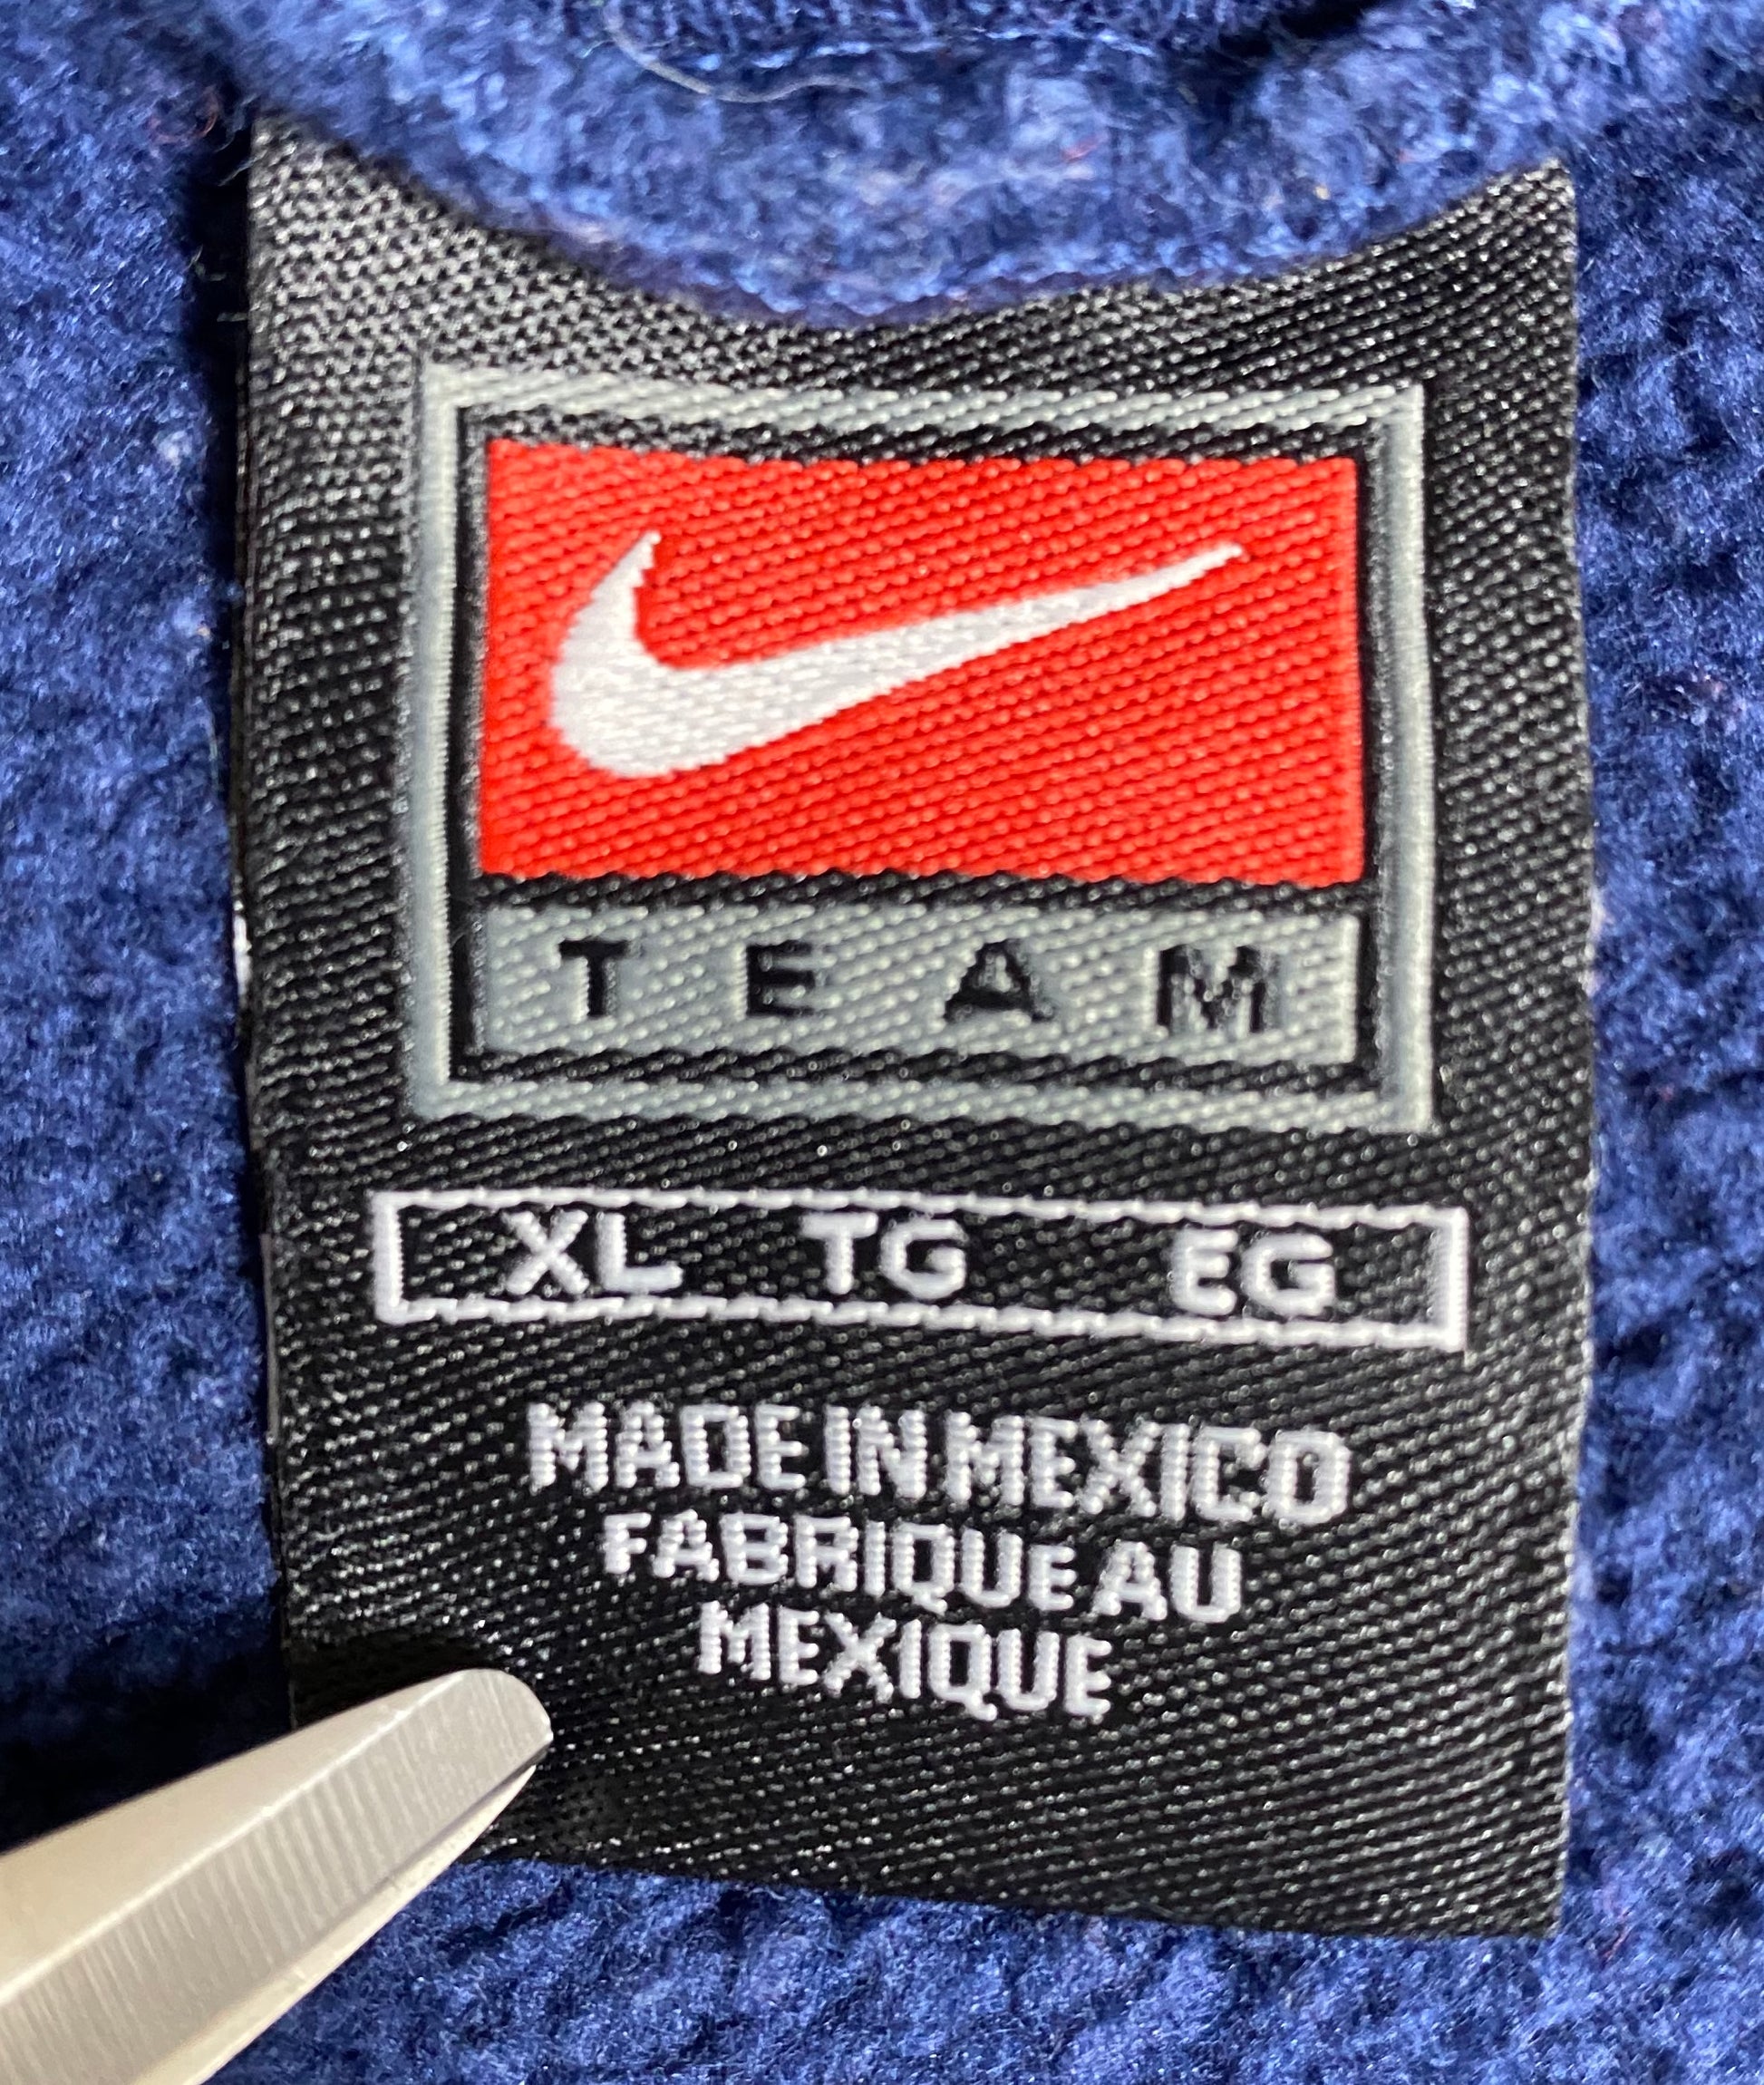 TEAM
XL TG EG
MADE IN MEXICO
FABRIQUE AU
MEXIQUE